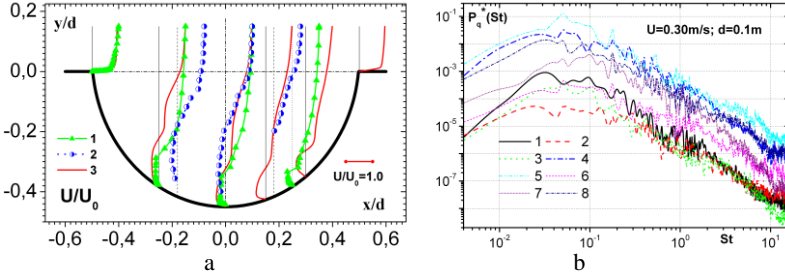 0,2
0,0
-0,2
-0,4
y/d
1
2
3
U/U₀
U/U₀=1.0
x/d
-0,6 -0,4 -0,2 0,0 0,2 0,4 0,6
a
10⁻¹
10⁻³
10⁻⁵
10⁻⁷
P_q*(St)
U=0.30m/s; d=0.1m
1 2
3 4
5 6
7 8
10⁻² 10⁻¹ 10⁰ St 10¹
b